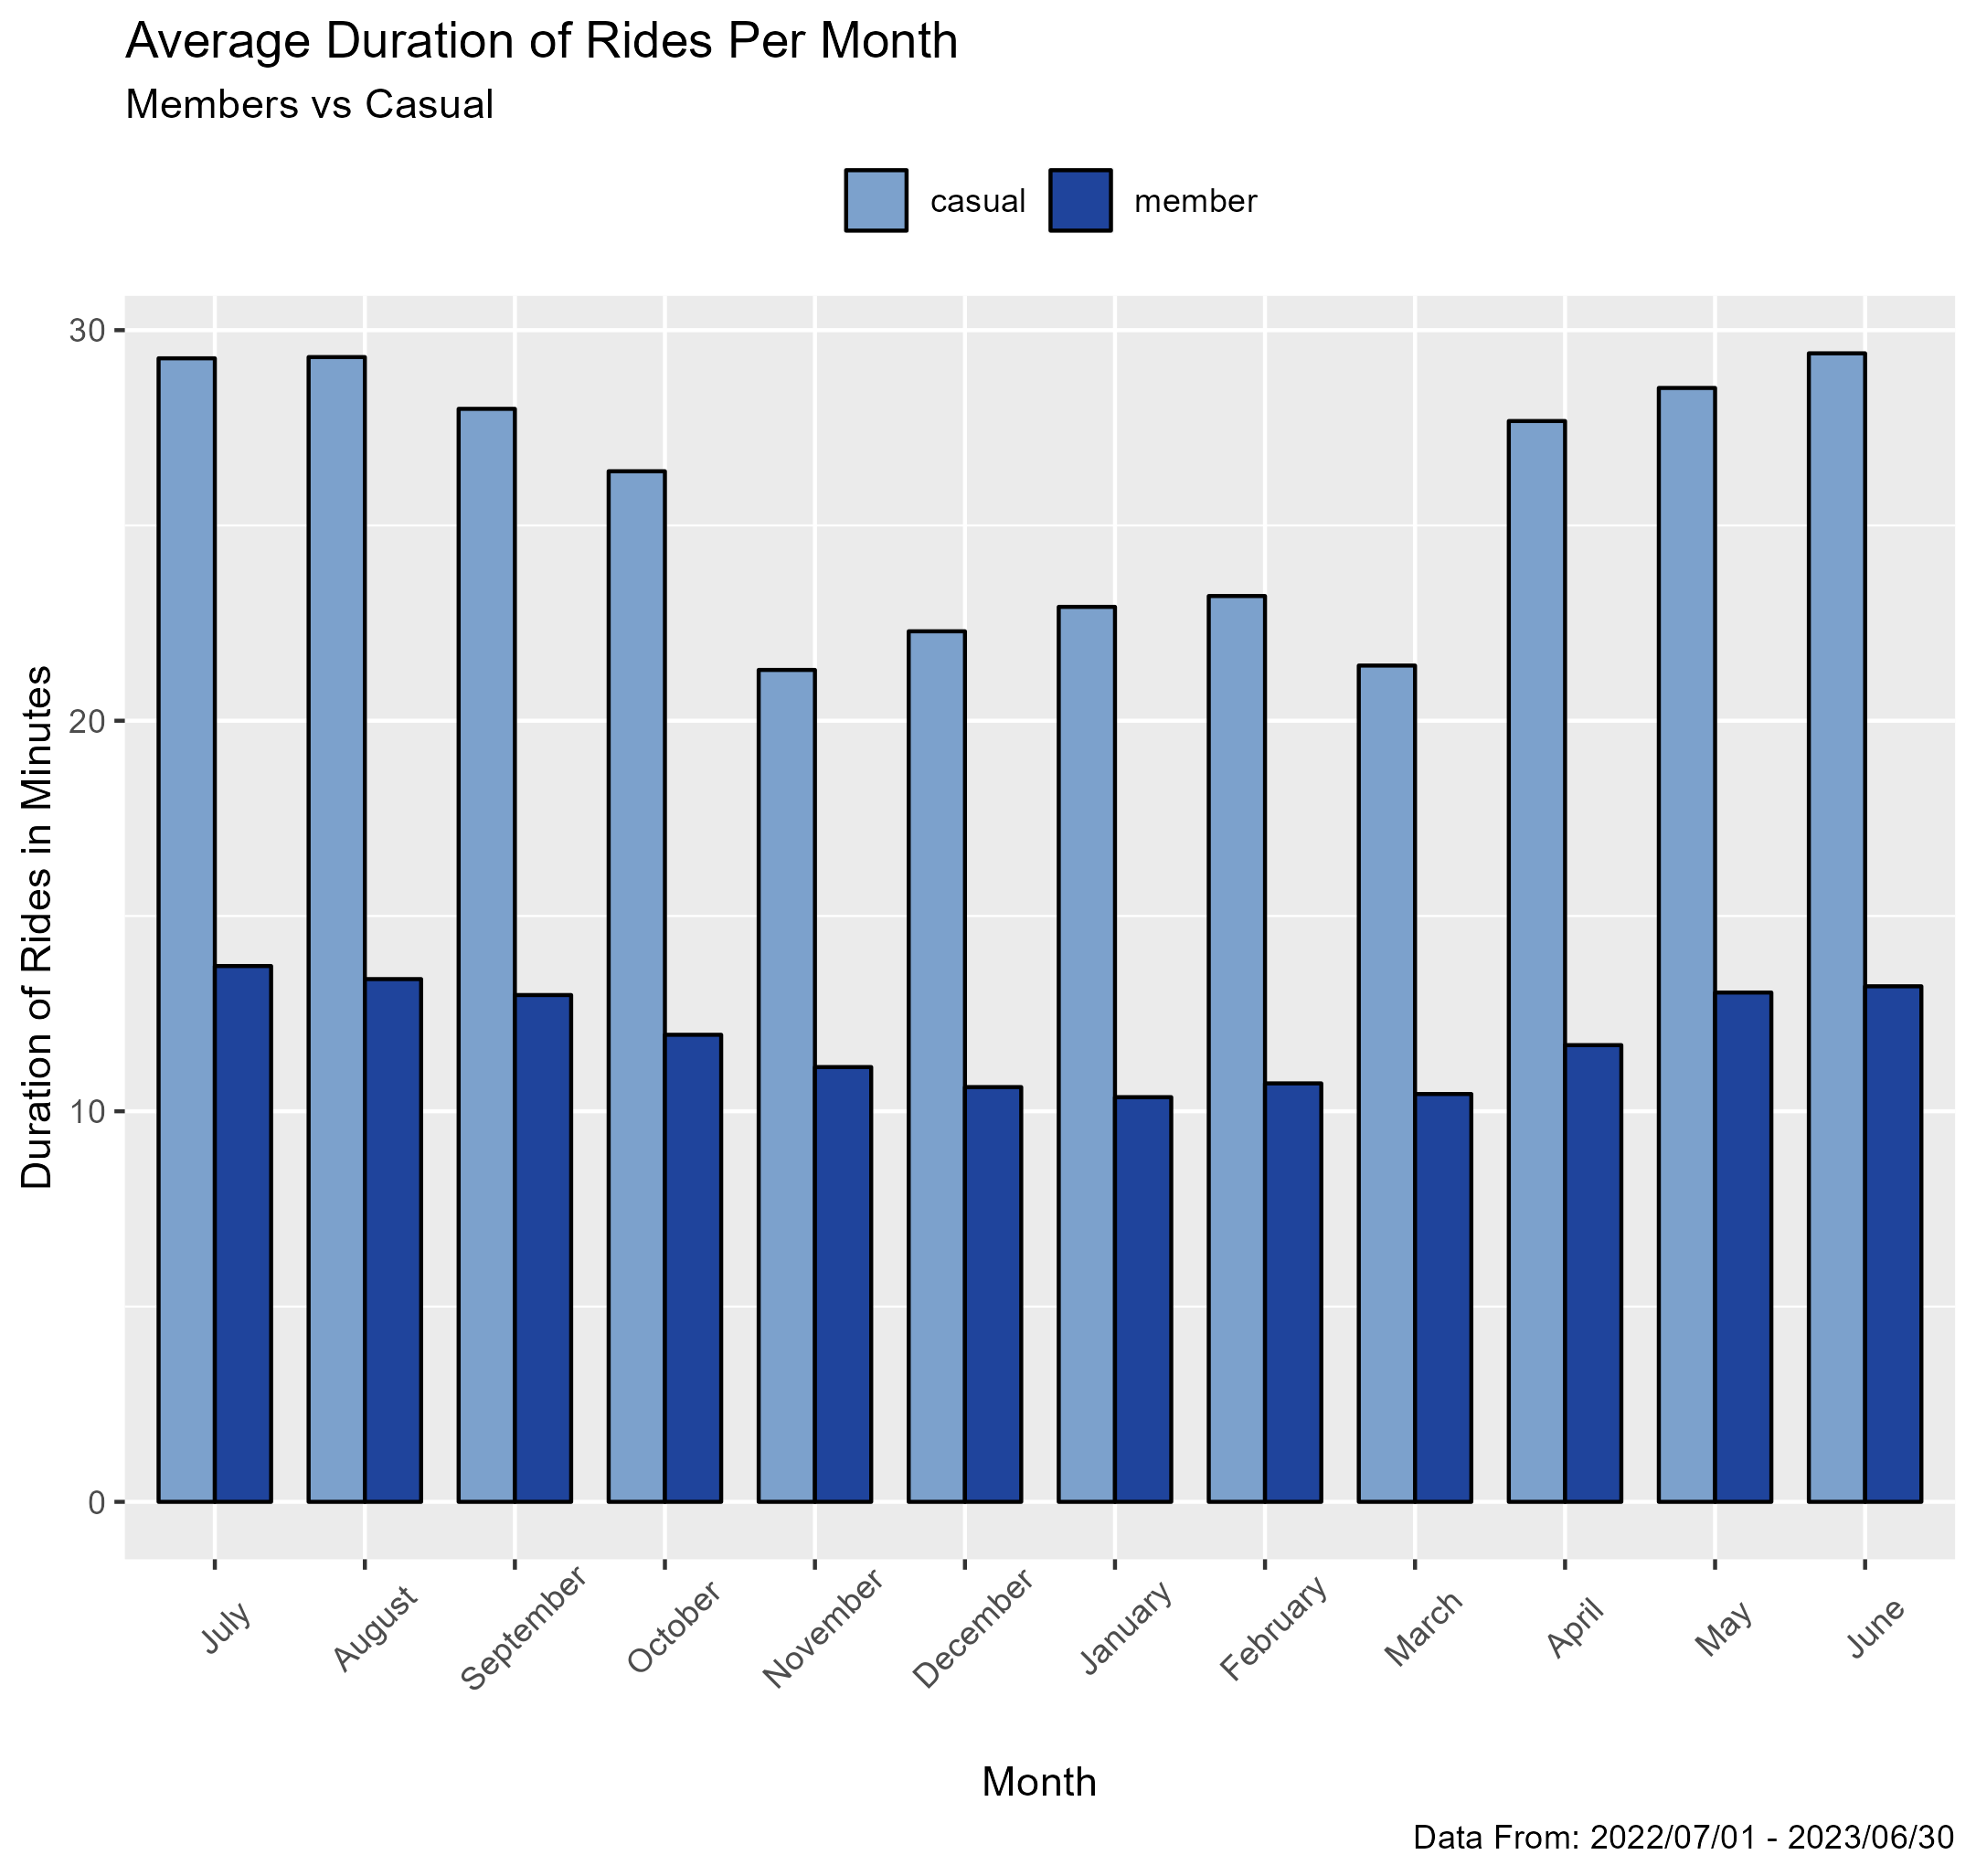 Average Duration of Rides Per Month
Members vs Casual
casual member
30
20
10
0
Duration of Rides in Minutes
July August September October November December January February March April May June
Month
Data From: 2022/07/01 - 2023/06/30